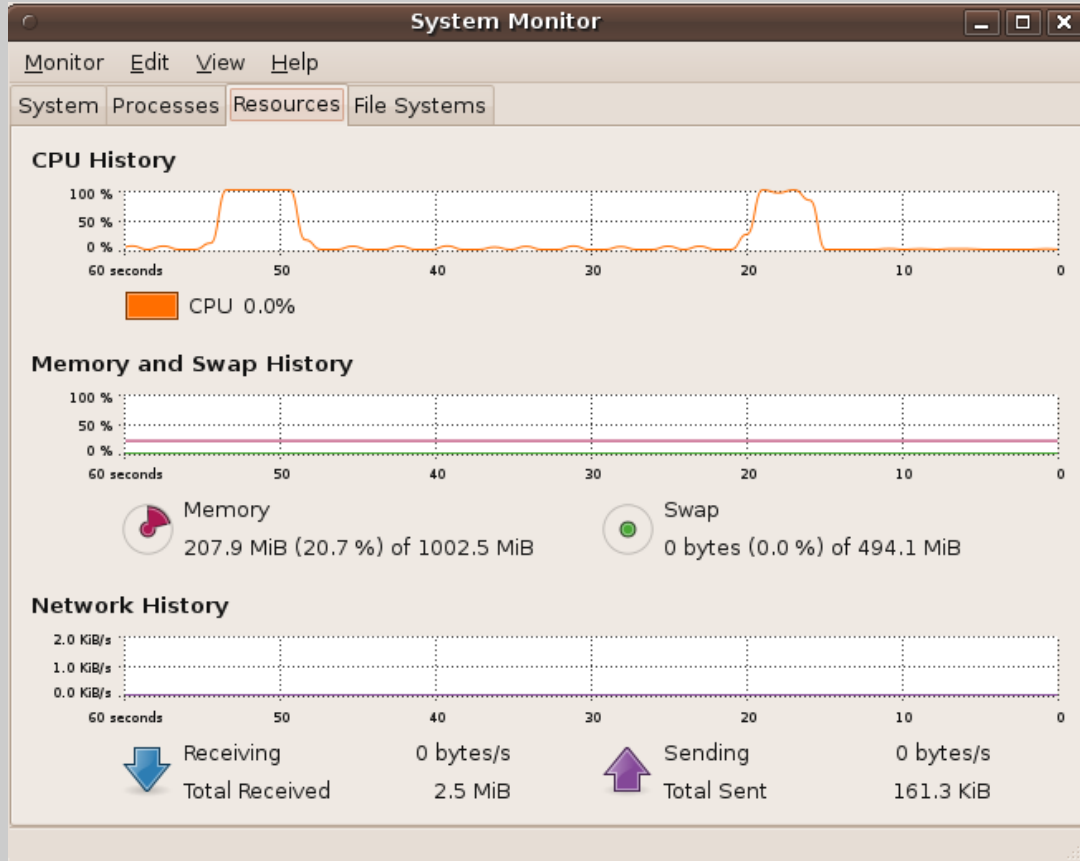 System Monitor
Monitor Edit View Help
System Processes Resources File Systems
CPU History
100 %
50 %
0 %
60 seconds 50 40 30 20 10 0
CPU 0.0%
Memory and Swap History
100 %
50 %
0 %
60 seconds 50 40 30 20 10 0
Memory Swap
207.9 MiB (20.7 %) of 1002.5 MiB 0 bytes (0.0 %) of 494.1 MiB
Network History
2.0 KiB/s
1.0 KiB/s
0.0 KiB/s
60 seconds 50 40 30 20 10 0
Receiving 0 bytes/s Sending 0 bytes/s
Total Received 2.5 MiB Total Sent 161.3 KiB